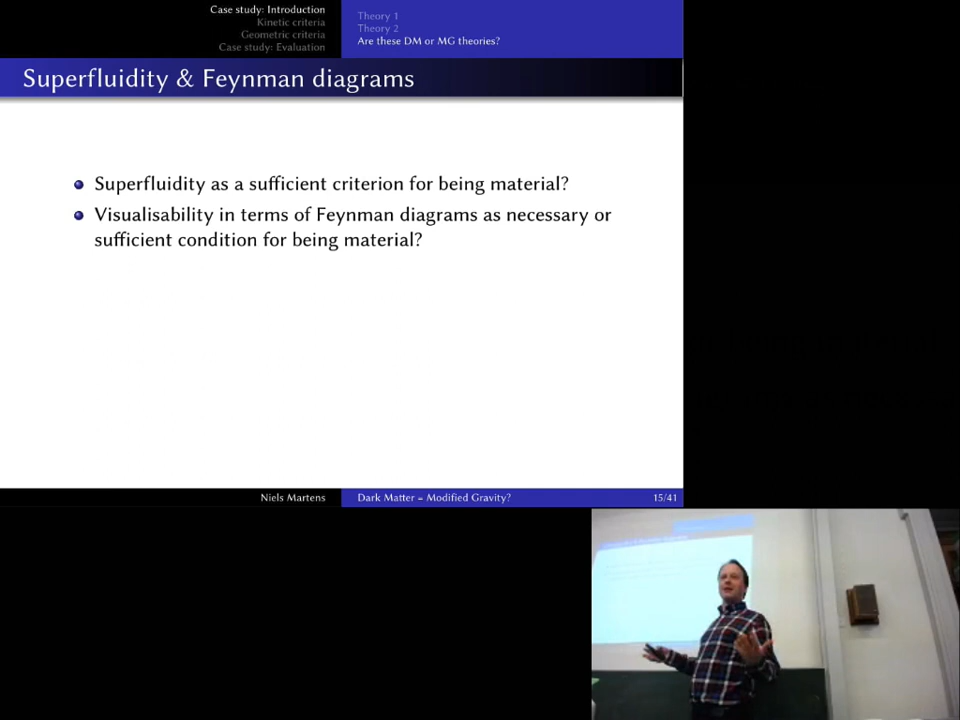 Case study: Introduction
Kinetic criteria
Geometric criteria
Case study: Evaluation
Theory 1
Theory 2
Are these DM or MG theories?
Superfluidity & Feynman diagrams
Superfluidity as a sufficient criterion for being material?
Visualisability in terms of Feynman diagrams as necessary or
sufficient condition for being material?
Niels Martens
Dark Matter = Modified Gravity?
15/41